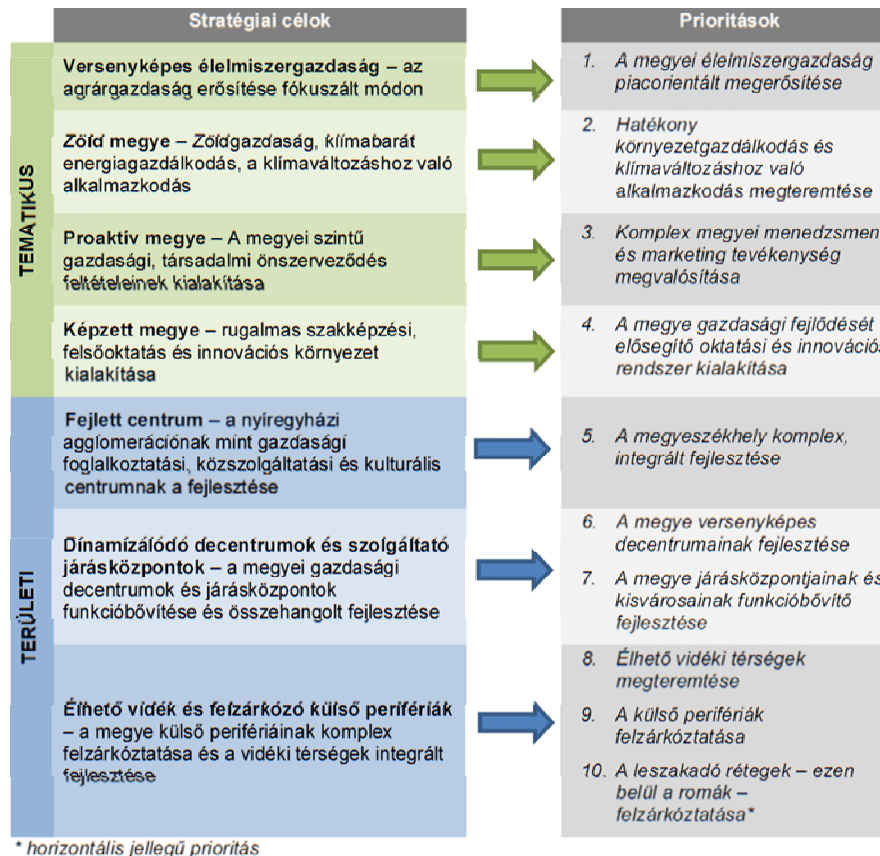 Stratégiai célok
Prioritások
TEMATIKUS
Versenyképes élelmiszergazdaság – az
agrárgazdaság erősítése fókuszált módon
1. A megyei élelmiszergazdaság
piacorientált megerősítése
Zöld megye – Zöldgazdaság, klímabarát
energiagazdálkodás, a klímaváltozáshoz való
alkalmazkodás
2. Hatékony
környezetgazdálkodás és
klímaváltozáshoz való
alkalmazkodás megteremtése
Proaktív megye – A megyei szintű
gazdasági, társadalmi önszerveződés
feltételeinek kialakítása
3. Komplex megyei menedzsmen
és marketing tevékenység
megvalósítása
Képzett megye – rugalmas szakképzési,
felsőoktatás és innovációs környezet
kialakítása
4. A megye gazdasági fejlődését
elősegítő oktatási és innovációs
rendszer kialakítása
TERÜLETI
Fejlett centrum – a nyíregyházi
agglomerációnak mint gazdasági
foglalkoztatási, közszolgáltatási és kulturális
centrumnak a fejlesztése
5. A megyeszékhely komplex,
integrált fejlesztése
Dinamizálódó decentrumok és szolgáltató
járásközpontok – a megyei gazdasági
decentrumok és járásközpontok
funkcióbővítése és összehangolt fejlesztése
6. A megye versenyképes
decentrumainak fejlesztése
7. A megye járásközpontjainak és
kisvárosainak funkcióbővítő
fejlesztése
Élhető vidék és felzárkózó külső perifériák
– a megye külső perifériáinak komplex
felzárkóztatása és a vidéki térségek integrált
fejlesztése
8. Élhető vidéki térségek
megteremtése
9. A külső perifériák
felzárkóztatása
10. A leszakadó rétegek – ezen
belül a romák –
felzárkóztatása*
* horizontális jellegű prioritás